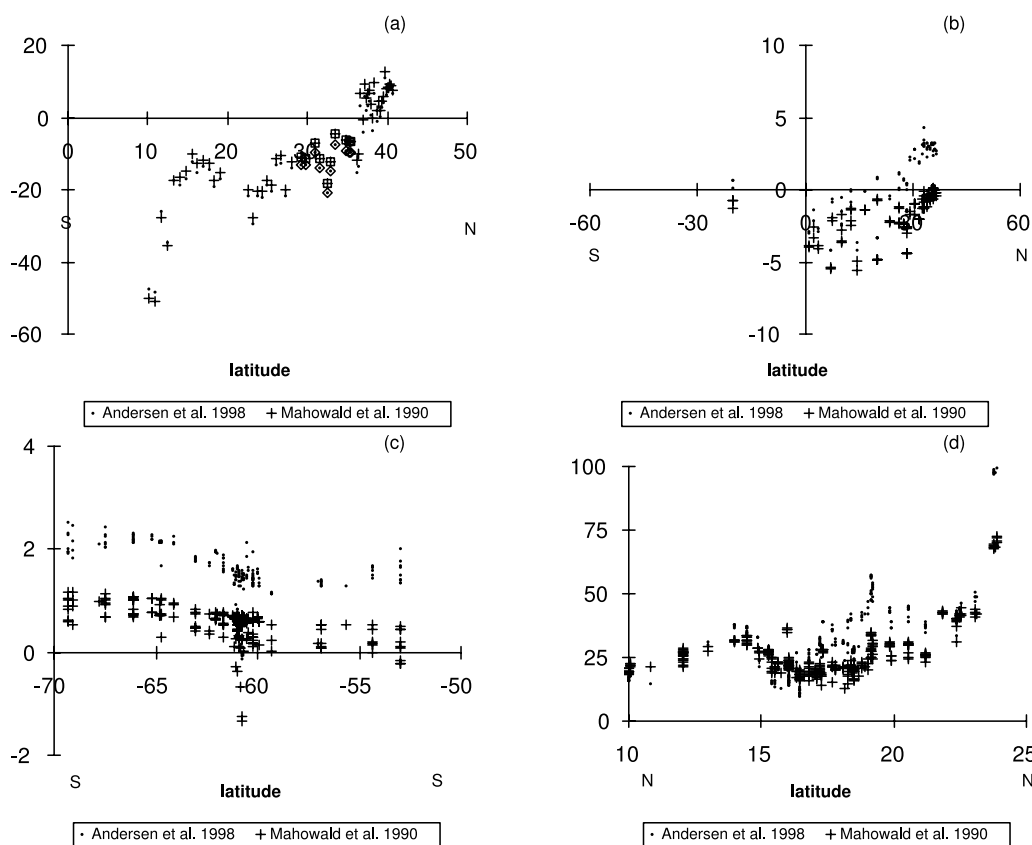 (a)
20
0
-20
-40
-60
0 10 20 30 40 50
S N
latitude
Andersen et al. 1998 Mahowald et al. 1990
(b)
10
5
0
-5
-10
-60 -30 0 30 60
S N
latitude
Andersen et al. 1998 Mahowald et al. 1990
(c)
4
2
0
-2
-70 -65 -60 -55 -50
S S
latitude
Andersen et al. 1998 Mahowald et al. 1990
(d)
100
75
50
25
0
10 15 20 25
N N
latitude
Andersen et al. 1998 Mahowald et al. 1990